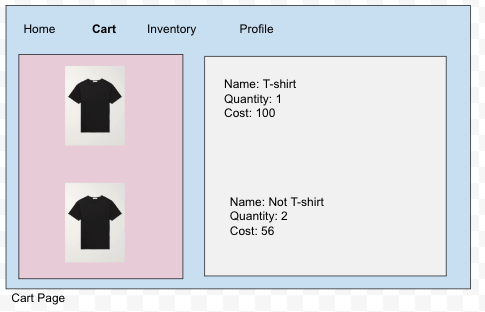 Home Cart Inventory Profile
Name: T-shirt
Quantity: 1
Cost: 100
Name: Not T-shirt
Quantity: 2
Cost: 56
Cart Page